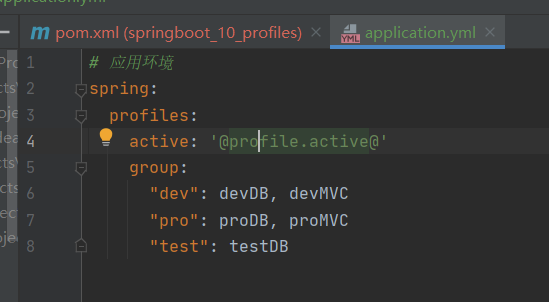 applicationlym
pom.xml (springboot_10_profiles)
application.yml
YML
1 # 应用环境
2 spring:
3 profiles:
4 active: '@profile.active@'
5 group:
6 "dev": devDB, devMVC
7 "pro": proDB, proMVC
8 "test": testDB